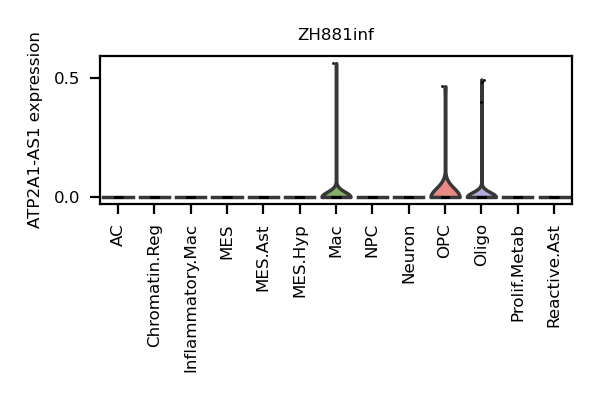 ZH881inf
ATP2A1-AS1 expression
0.5
0.0
AC
Chromatin.Reg
Inflammatory.Mac
MES
MES.Ast
MES.Hyp
Mac
NPC
Neuron
OPC
Oligo
Prolif.Metab
Reactive.Ast